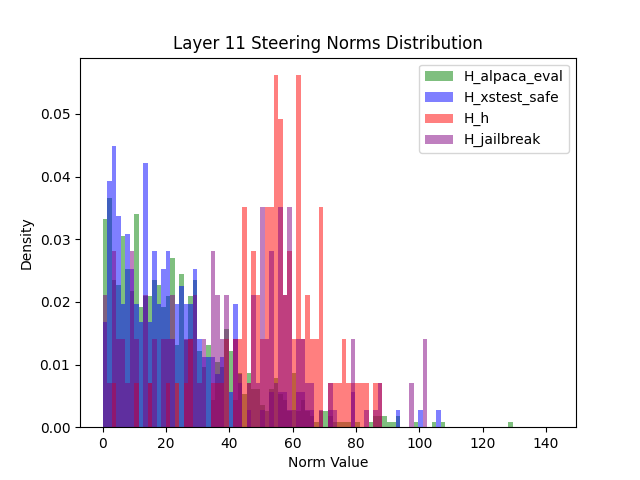 Layer 11 Steering Norms Distribution
H_alpaca_eval
H_xstest_safe
H_h
H_jailbreak
0.05
0.04
0.03
0.02
0.01
0.00
Density
0 20 40 60 80 100 120 140
Norm Value